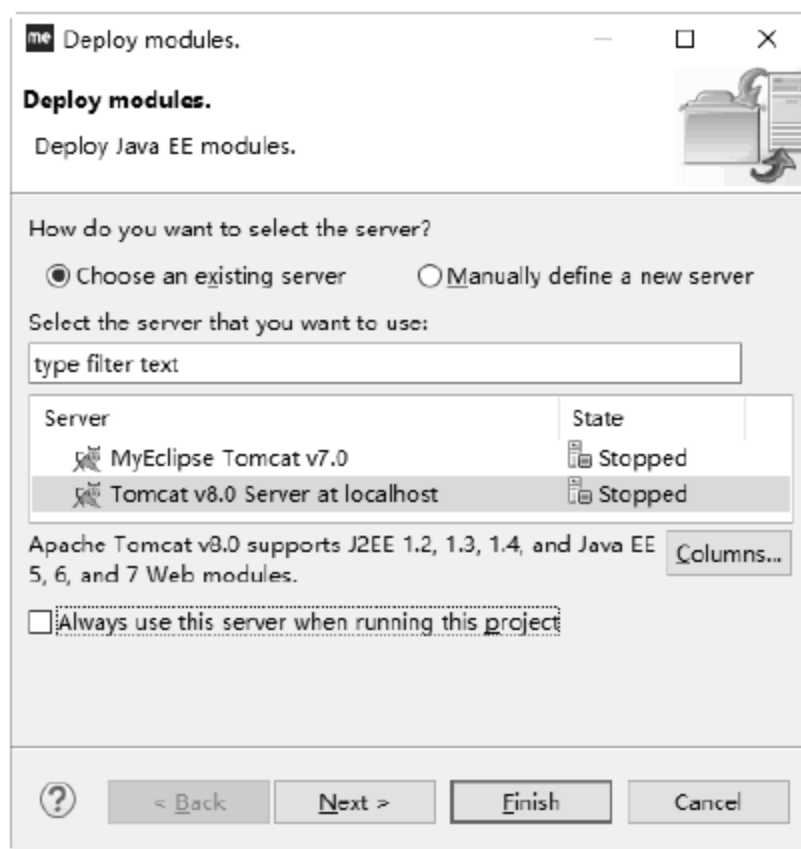 me Deploy modules.
Deploy modules.
Deploy Java EE modules.
How do you want to select the server?
Choose an existing server Manually define a new server
Select the server that you want to use:
type filter text
Server State
MyEclipse Tomcat v7.0 Stopped
Tomcat v8.0 Server at localhost Stopped
Apache Tomcat v8.0 supports J2EE 1.2, 1.3, 1.4, and Java EE
5, 6, and 7 Web modules.
Columns...
Always use this server when running this project
? < Back Next > Finish Cancel